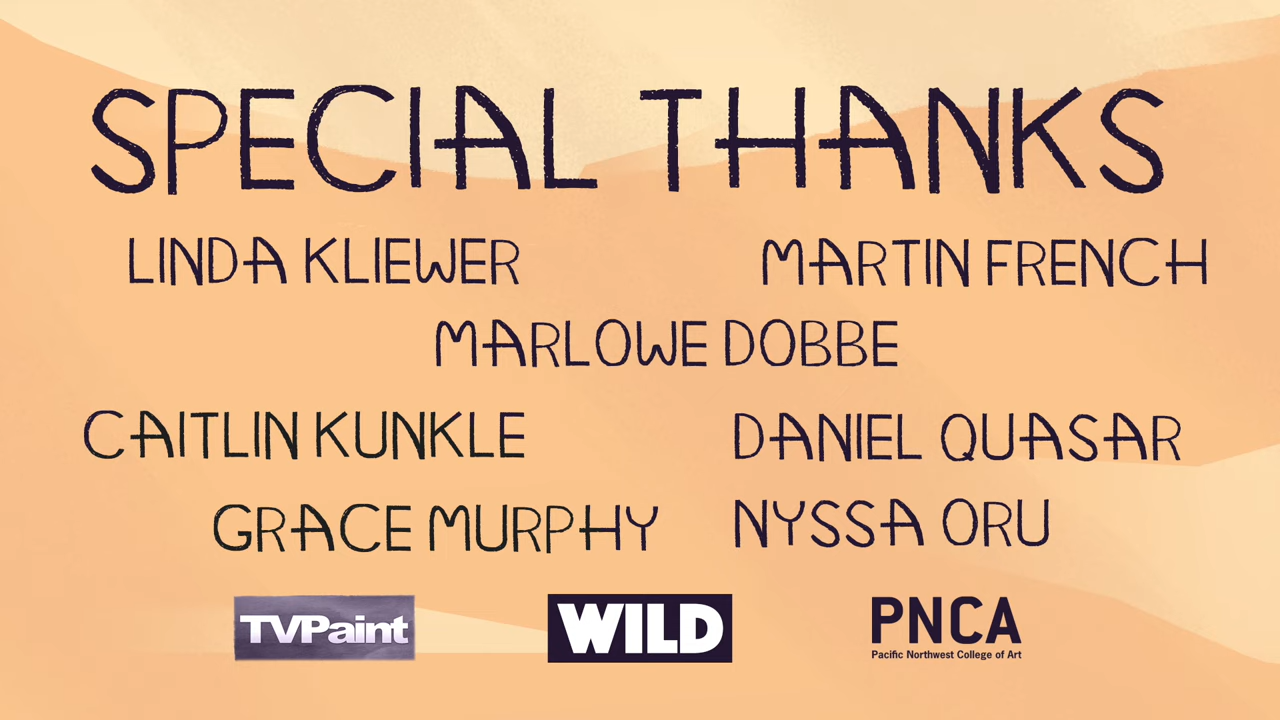 SPECIAL THANKS
LINDA KLIEWER
MARTIN FRENCH
MARLOWE DOBBE
CAITLIN KUNKLE
DANIEL QUASAR
GRACE MURPHY
NYSSA ORU
TVPaint
WILD
PNCA
Pacific Northwest College of Art